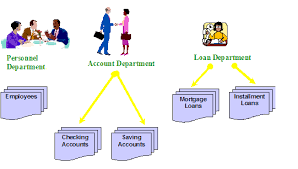 Personnel
Department
Account Department
Loan Department
Employees
Mortgage
Loans
Installment
Loans
Checking
Accounts
Saving
Accounts